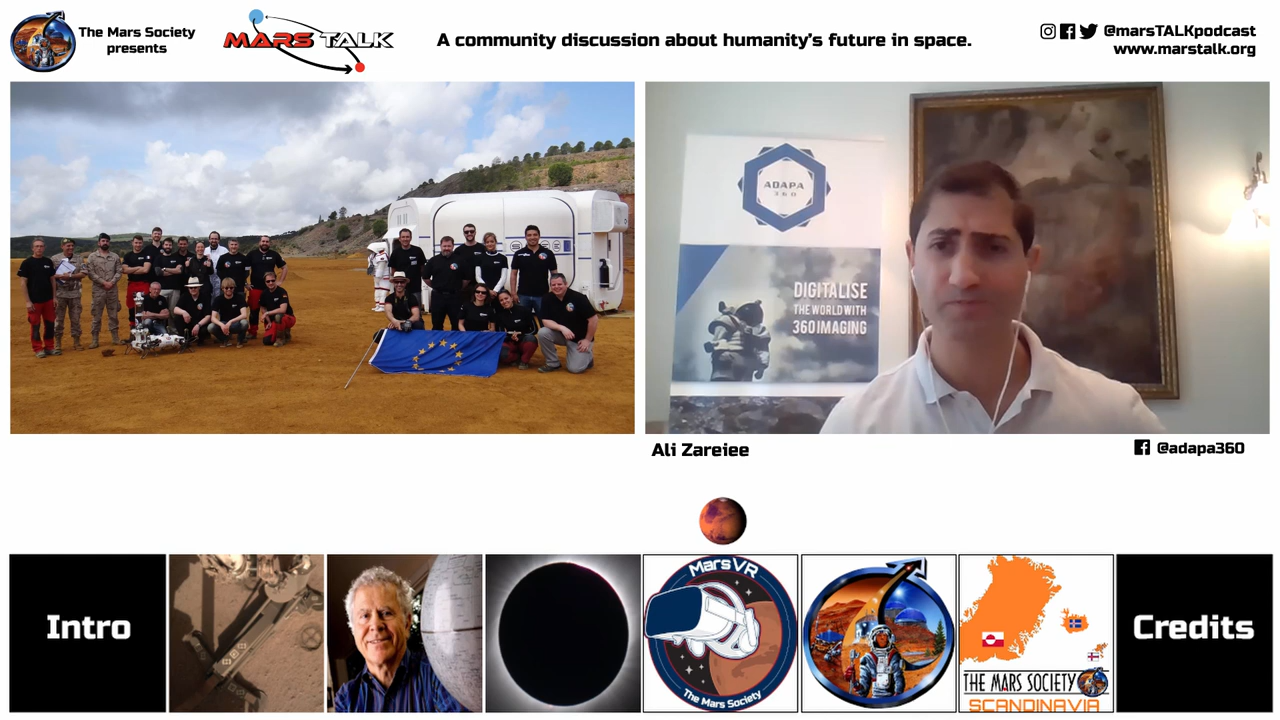 The Mars Society
presents
MARS TALK
A community discussion about humanity's future in space.
@marsTALKpodcast
www.marstalk.org
ADAPA
360
DIGITALISE
THE WORLD WITH
360 IMAGING
Ali Zareiee
@adapa360
Intro
MarsVR
The Mars Society
THE MARS SOCIETY
SCANDINAVIA
Credits